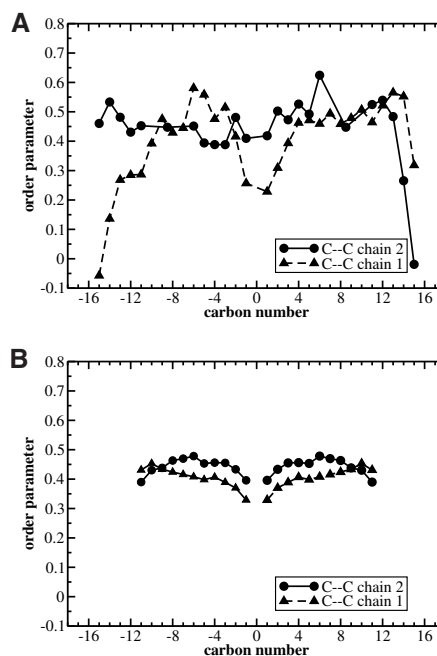 A
0.8
0.7
0.6
0.5
0.4
0.3
0.2
0.1
0
-0.1
order parameter
C--C chain 2
C--C chain 1
-16 -12 -8 -4 0 4 8 12 16
carbon number
B
0.8
0.7
0.6
0.5
0.4
0.3
0.2
0.1
0
-0.1
order parameter
C--C chain 2
C--C chain 1
-16 -12 -8 -4 0 4 8 12 16
carbon number